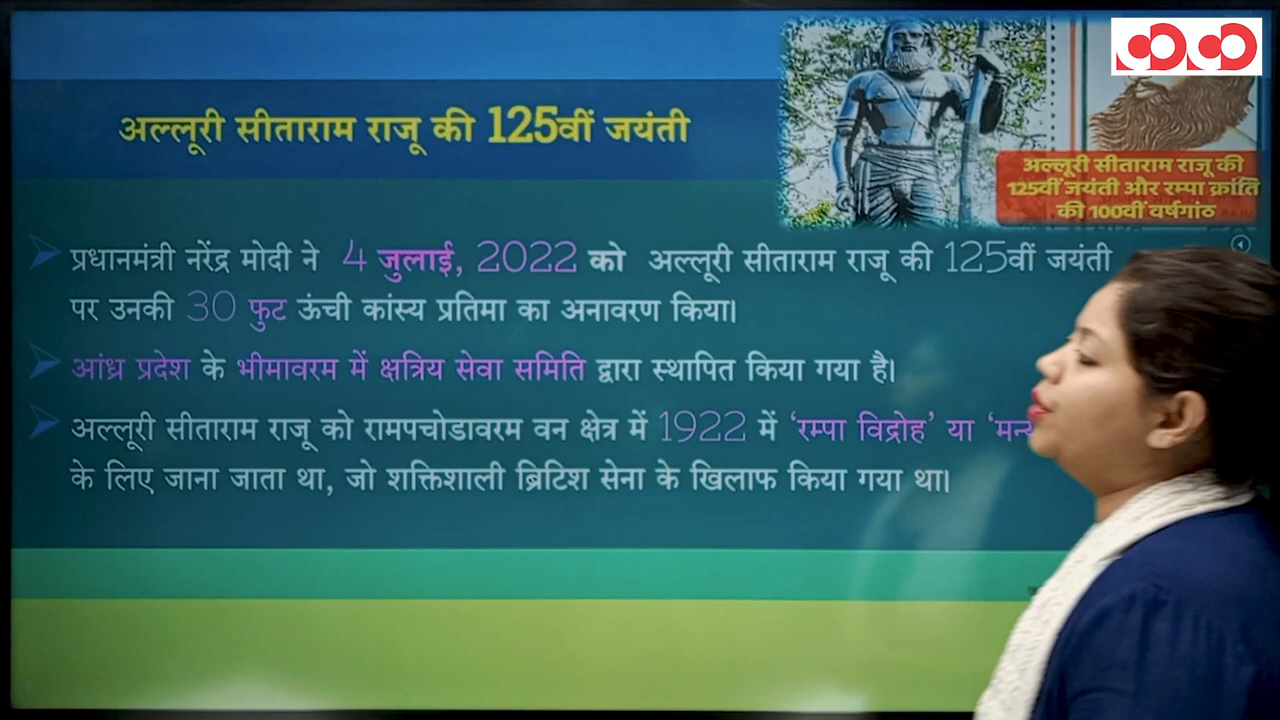 अल्लूरी सीताराम राजू की 125वीं जयंती
अल्लूरी सीताराम राजू की
125वीं जयंती और रम्पा क्रांति
की 100वीं वर्षगांठ
प्रधानमंत्री नरेंद्र मोदी ने 4 जुलाई, 2022 को अल्लूरी सीताराम राजू की 125वीं जयंती
पर उनकी 30 फुट ऊंची कांस्य प्रतिमा का अनावरण किया।
आंध्र प्रदेश के भीमावरम में क्षत्रिय सेवा समिति द्वारा स्थापित किया गया है।
अल्लूरी सीताराम राजू को रामपचोडावरम वन क्षेत्र में 1922 में ‘रम्पा विद्रोह’ या
के लिए जाना जाता था, जो शक्तिशाली ब्रिटिश सेना के खिलाफ किया गया था।